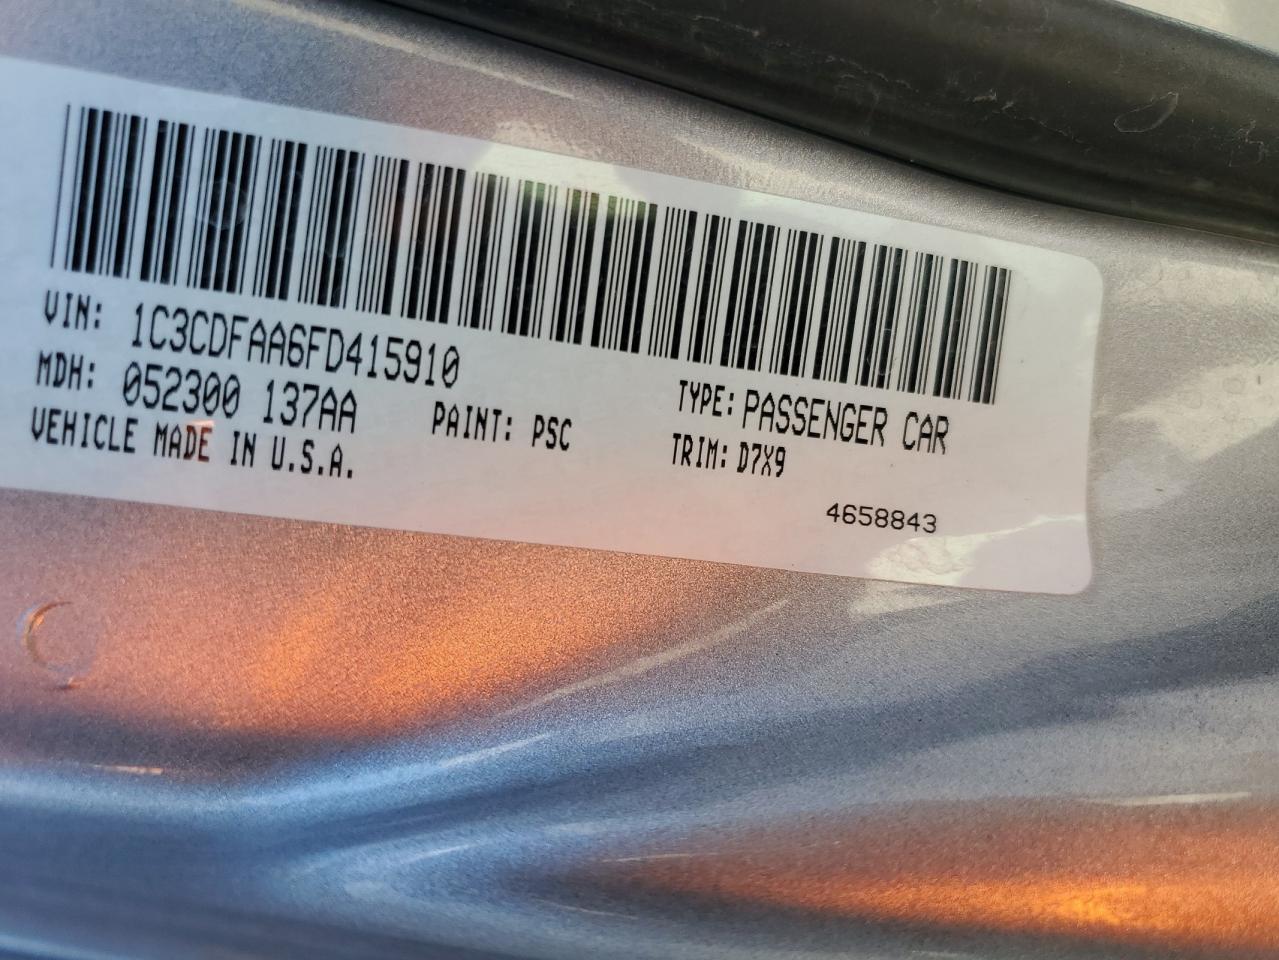 VIN: 1C3CDFAA6FD415910
MDH: 052300 137AA
PAINT: PSC
VEHICLE MADE IN U.S.A.
TYPE: PASSENGER CAR
TRIM: D7X9
4658843